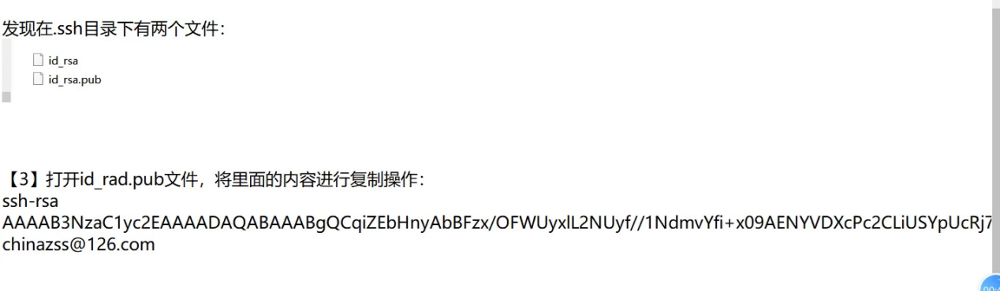 发现在.ssh目录下有两个文件：
id_rsa
id_rsa.pub
【3】打开id_rad.pub文件，将里面的内容进行复制操作：
ssh-rsa
AAAAB3NzaC1yc2EAAAADAQABAAABgQCqiZEbHnyAbBFzx/OFWUyxlL2NUyf//1NdmvYfi+x09AENYVDXcPc2CLiUSYpUcRj7
chinazss@126.com